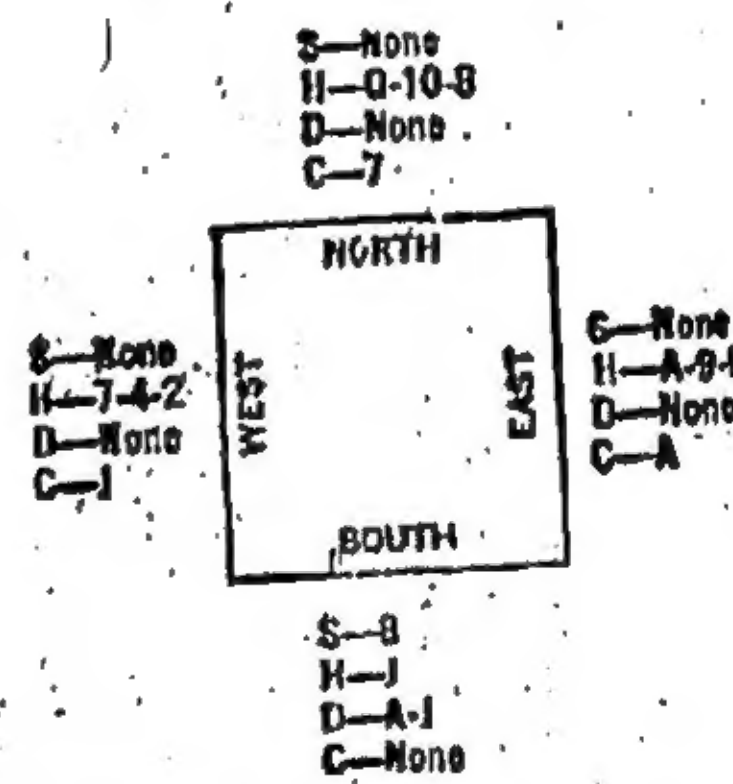 S—None
H—Q-10-8
D—None
C—7
NORTH
S—None
H—7-4-2
D—None
C—J
WEST
EAST
S—None
H—A-9-
D—None
C—A
SOUTH
S—8
H—J
D—A-J
C—None